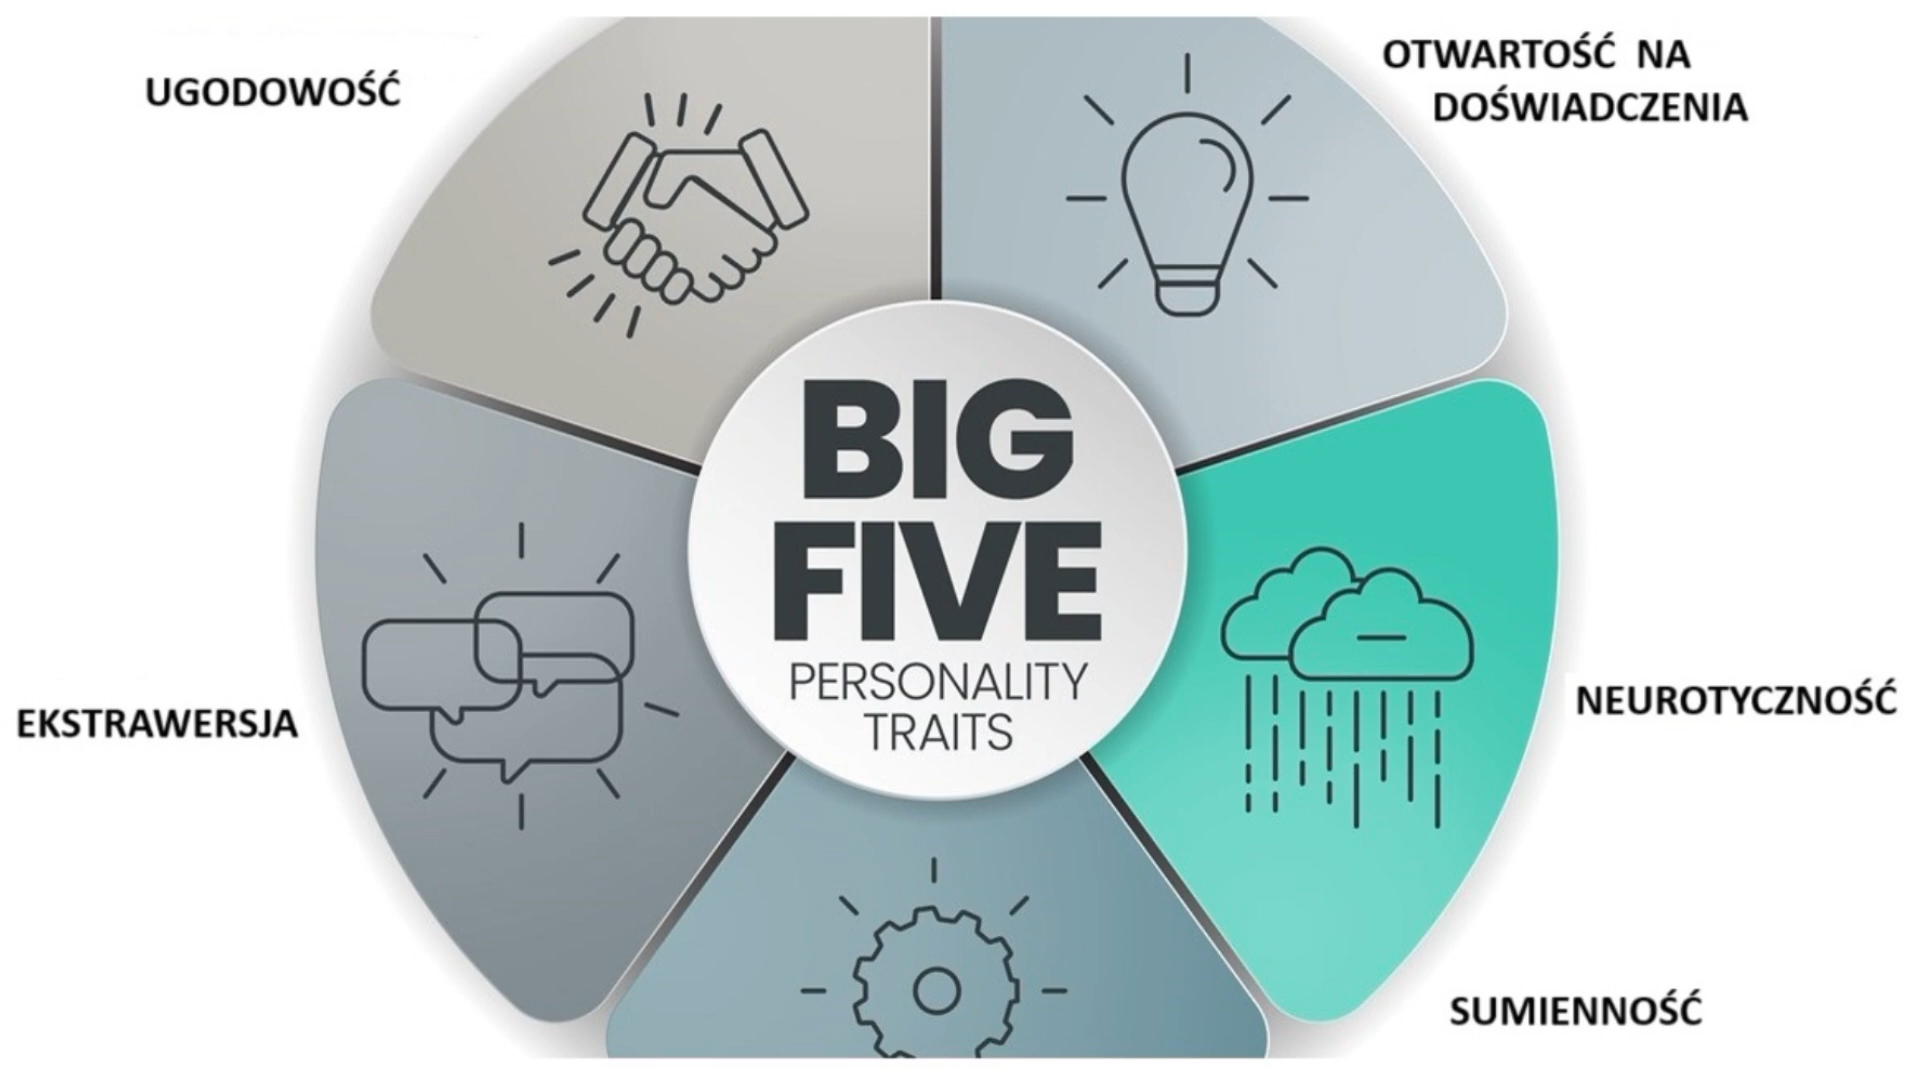 UGODOWOŚĆ
OTWARTOŚĆ NA
DOŚWIADCZENIA
BIG
FIVE
PERSONALITY
TRAITS
EKSTRAWERSJA
NEUROTYCZNOŚĆ
SUMIENNOŚĆ